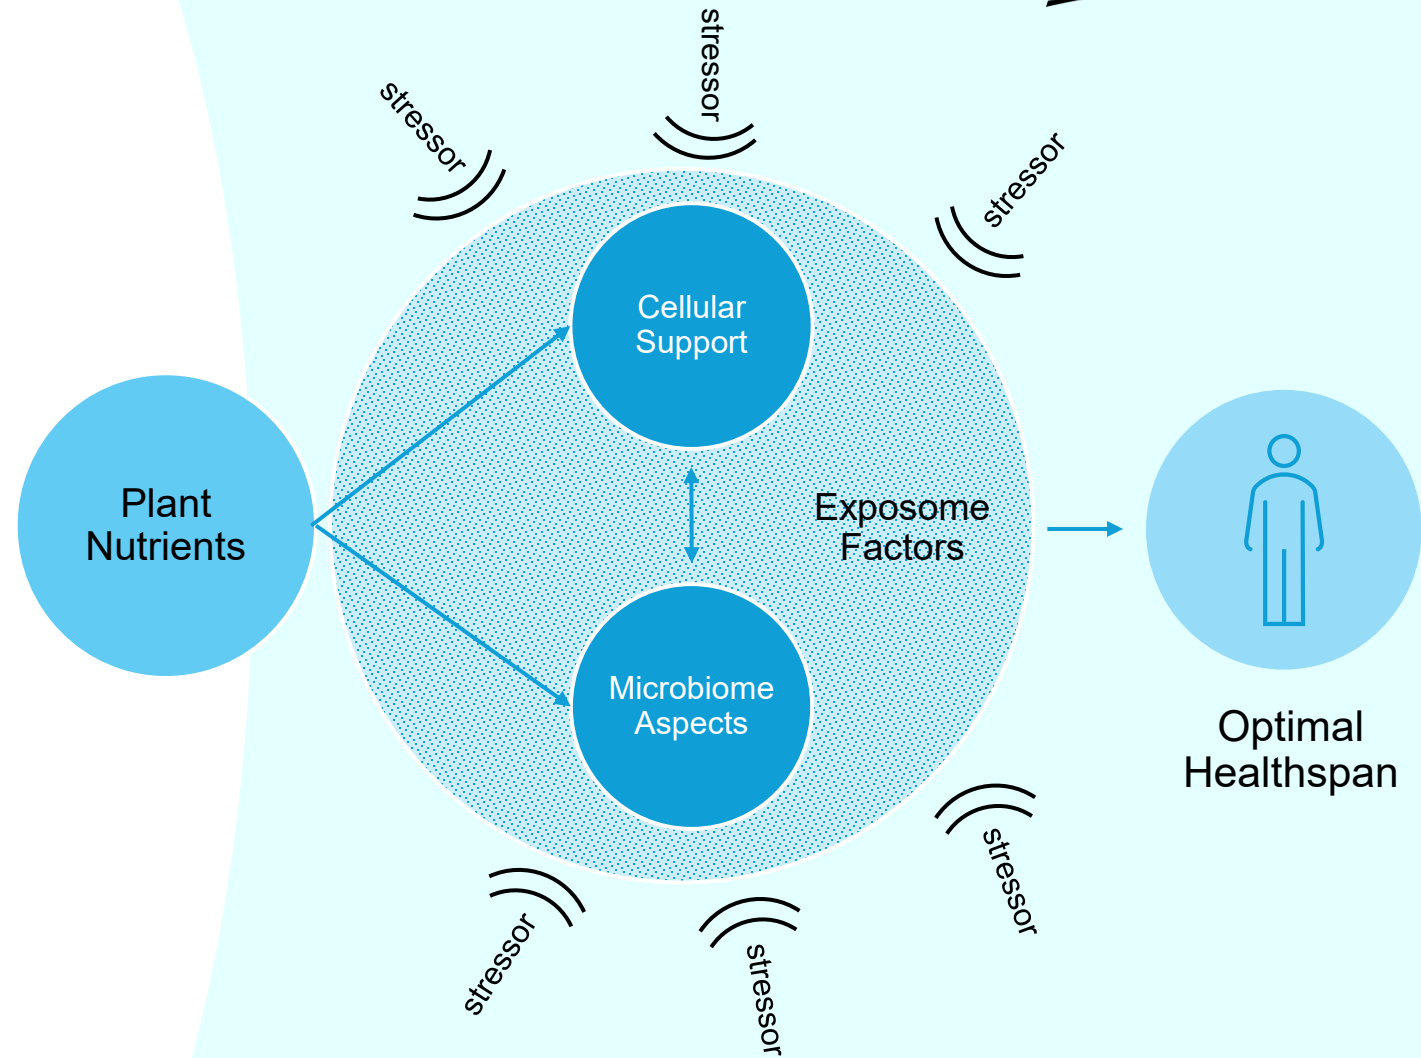 stressor
stressor
stressor
Cellular
Support
Plant
Nutrients
Exposome
Factors
Microbiome
Aspects
Optimal
Healthspan
stressor
stressor
stressor